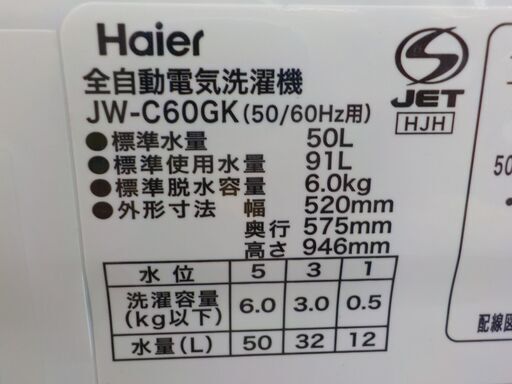 Haier
全自動電気洗濯機
JW-C60GK(50/60Hz用)
●標準水量 50L
●標準使用水量 91L
●標準脱水容量 6.0kg
●外形寸法 幅 520mm
奥行 575mm
高さ 946mm
水位 5 3 1
洗濯容量(kg以下) 6.0 3.0 0.5
水量(L) 50 32 12
S
JET
HJH
50
配線図